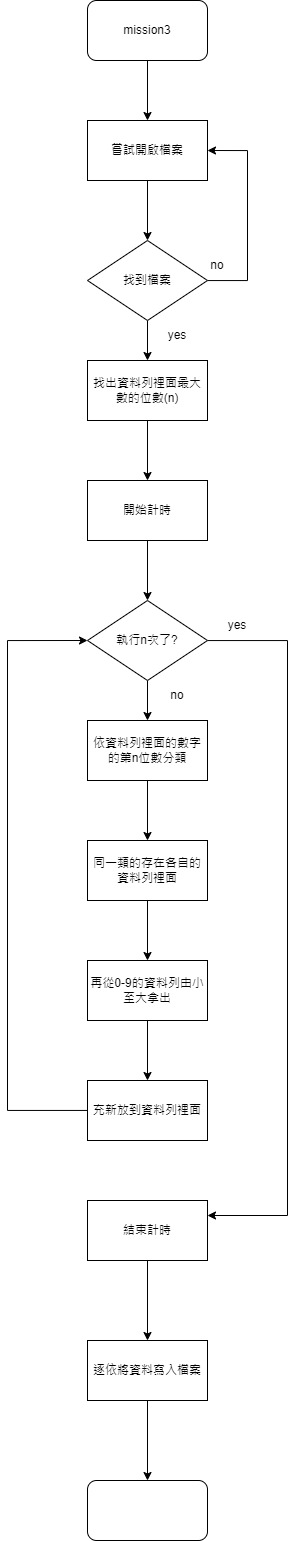 mission3
嘗試開啟檔案
找到檔案
no
yes
找出資料列裡面最大
數的位數(n)
開始計時
執行n次了?
yes
no
依資料列裡面的數字
的第n位數分類
同一類的存在各自的
資料列裡面
再從0-9的資料列由小
至大拿出
充新放到資料列裡面
結束計時
逐依將資料寫入檔案